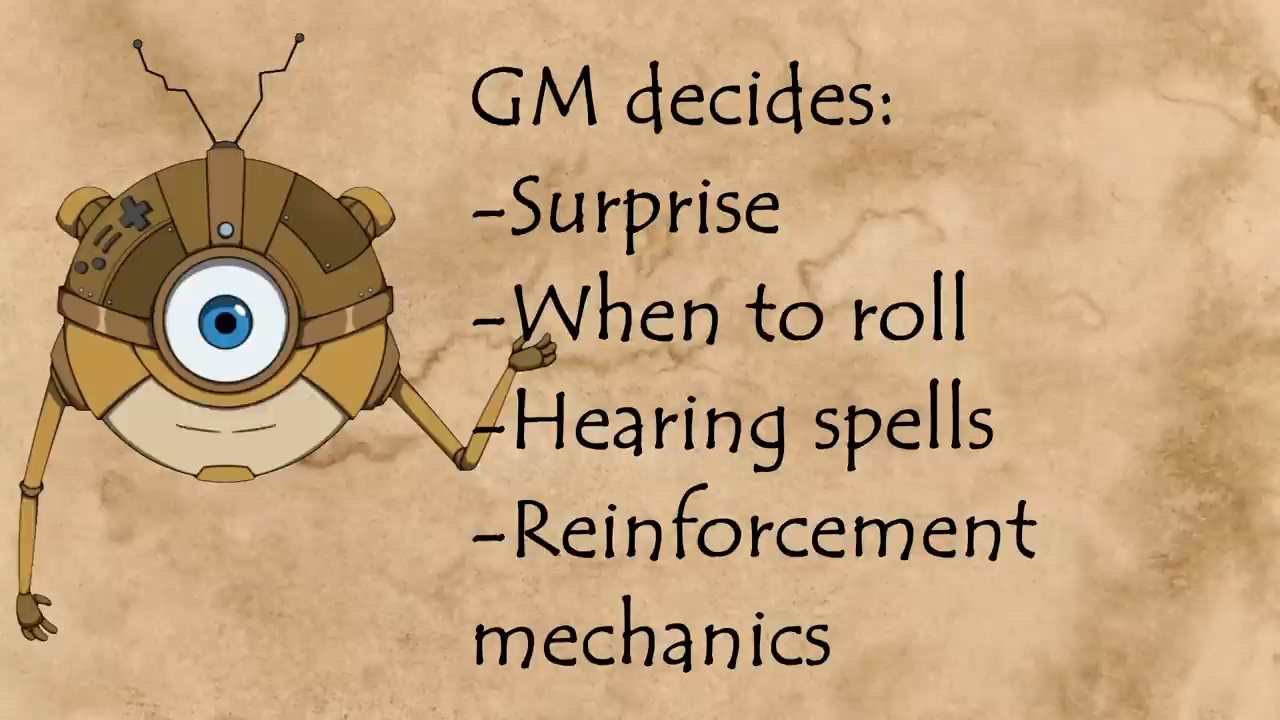 GM decides:
-Surprise
-When to roll
-Hearing spells
-Reinforcement
mechanics